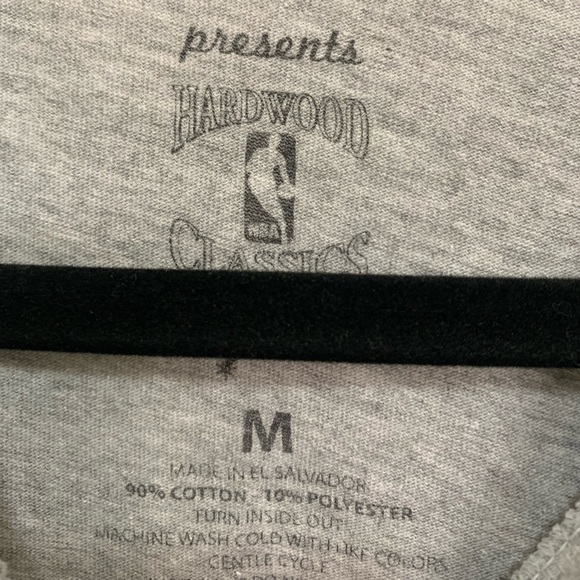 presents
HARDWOOD
NBA
CLASSICS
M
MADE IN EL SALVADOR
90% COTTON - 10% POLYESTER
TURN INSIDE OUT
MACHINE WASH COLD WITH LIKE COLORS
GENTLE CYCLE